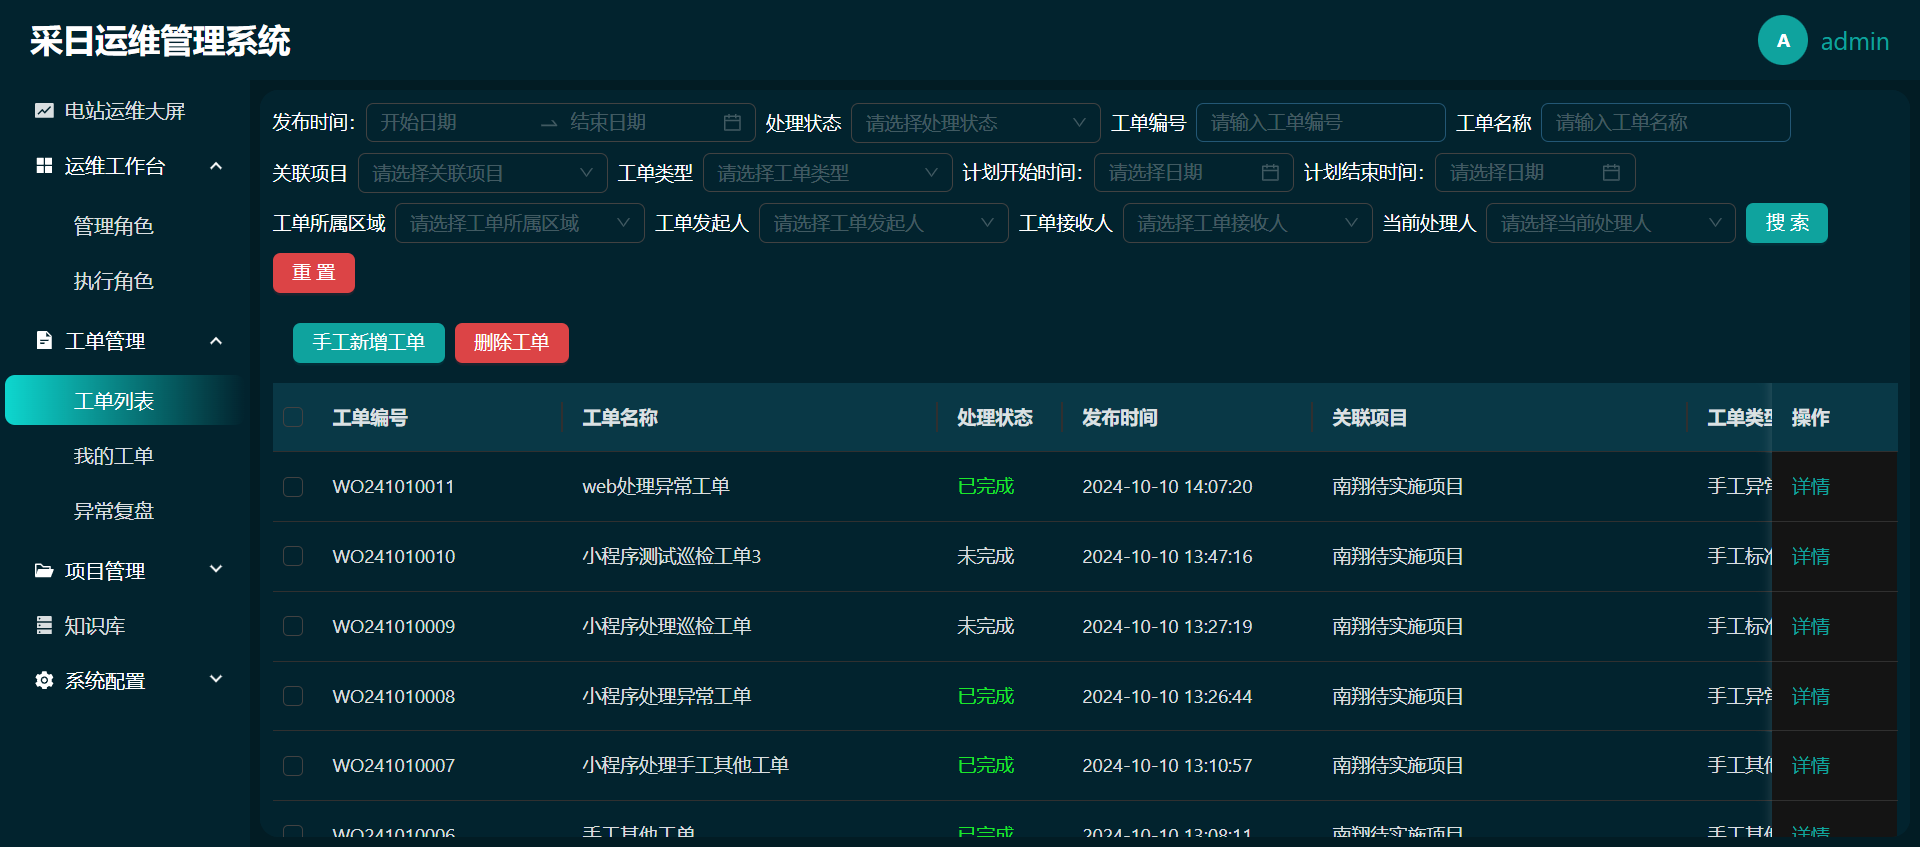 采日运维管理系统
A admin
电站运维大屏
运维工作台
管理角色
执行角色
工单管理
工单列表
我的工单
异常复盘
项目管理
知识库
系统配置
发布时间: 开始日期 结束日期 处理状态 请选择处理状态 工单编号 请输入工单编号 工单名称 请输入工单名称
关联项目 请选择关联项目 工单类型 请选择工单类型 计划开始时间: 请选择日期 计划结束时间: 请选择日期
工单所属区域 请选择工单所属区域 工单发起人 请选择工单发起人 工单接收人 请选择工单接收人 当前处理人 请选择当前处理人 搜 索
重 置
手工新增工单 删除工单
工单编号 工单名称 处理状态 发布时间 关联项目 工单类型 操作
WO241010011 web处理异常工单 已完成 2024-10-10 14:07:20 南翔待实施项目 手工异常 详情
WO241010010 小程序测试巡检工单3 未完成 2024-10-10 13:47:16 南翔待实施项目 手工标准 详情
WO241010009 小程序处理巡检工单 未完成 2024-10-10 13:27:19 南翔待实施项目 手工标准 详情
WO241010008 小程序处理异常工单 已完成 2024-10-10 13:26:44 南翔待实施项目 手工异常 详情
WO241010007 小程序处理手工其他工单 已完成 2024-10-10 13:10:57 南翔待实施项目 手工其他 详情
WO241010006 手工其他工单 已完成 2024-10-10 13:08:11 南翔待实施项目 手工其他 详情